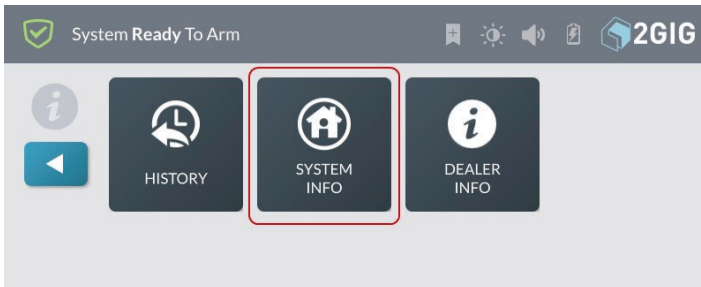 System Ready To Arm
2GIG
HISTORY
SYSTEM
INFO
DEALER
INFO